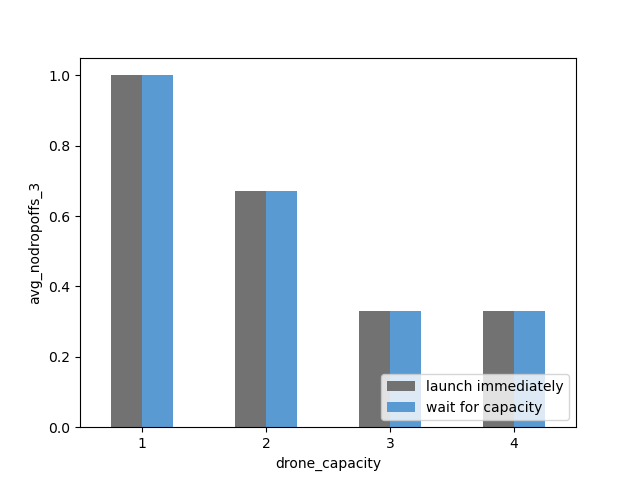 1.0
0.8
0.6
0.4
0.2
0.0
avg_nodropoffs_3
launch immediately
wait for capacity
1 2 3 4
drone_capacity